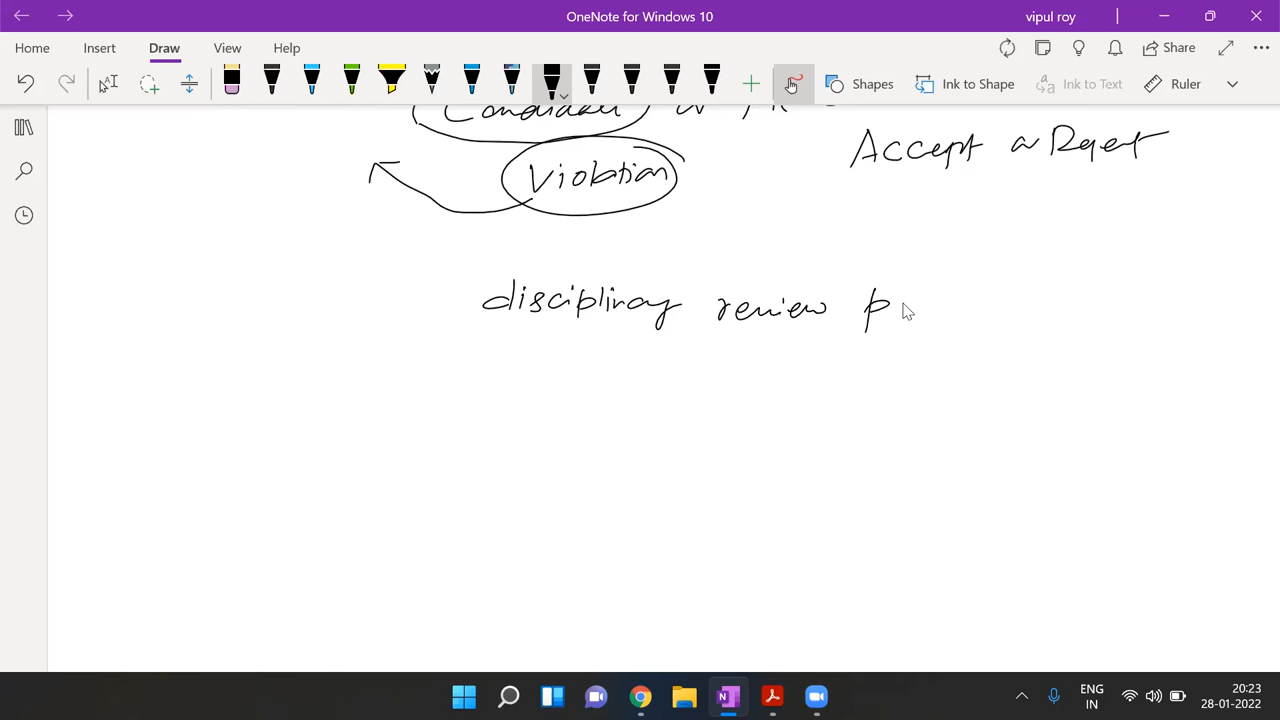 OneNote for Windows 10
vipul roy
Home Insert Draw View Help
Share
Shapes Ink to Shape Ink to Text Ruler
Candidate
Accept or Reject
Violation
disciplinary review p
ENG
IN
20:23
28-01-2022